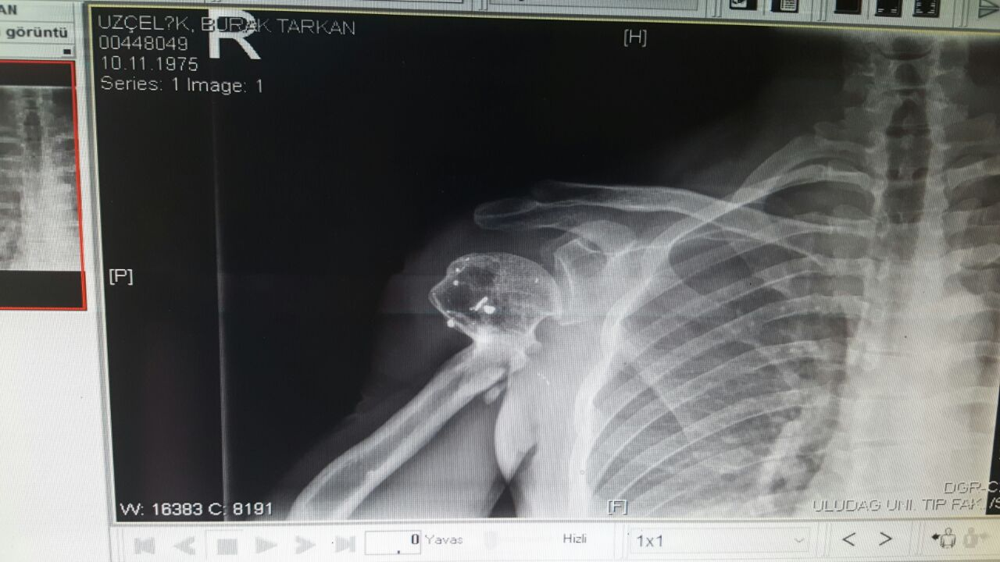 AN
görüntü
UZÇEL?K, BURAK TARKAN
R
00448049
10.11.1975
Series: 1 Image: 1
[H]
[P]
[F]
W: 16383 C: 8191
DGR-C
ULUDAG UNI. TIP FAK. /S
0 Yavas
Hizli
1x1